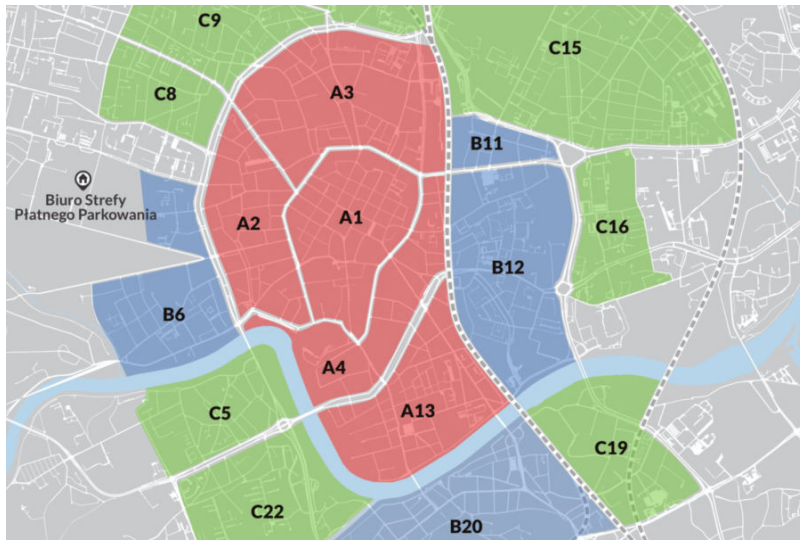 C9
C15
C8
A3
B11
Biuro Strefy
Płatnego Parkowania
A2
A1
C16
B12
B6
A4
C5
A13
C19
C22
B20